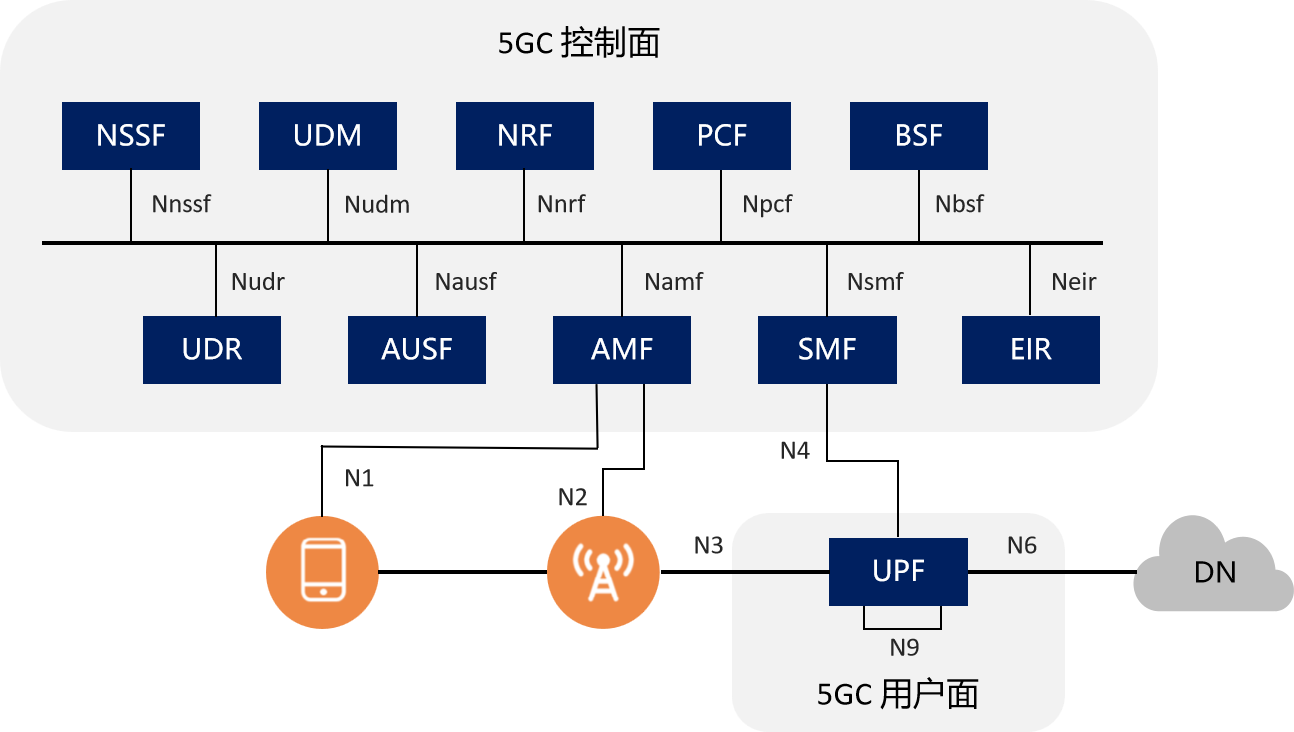 5GC 控制面
NSSF
UDM
NRF
PCF
BSF
Nnssf
Nudm
Nnrf
Npcf
Nbsf
Nudr
Nausf
Namf
Nsmf
Neir
UDR
AUSF
AMF
SMF
EIR
N1
N2
N4
N3
N6
UPF
DN
N9
5GC 用户面